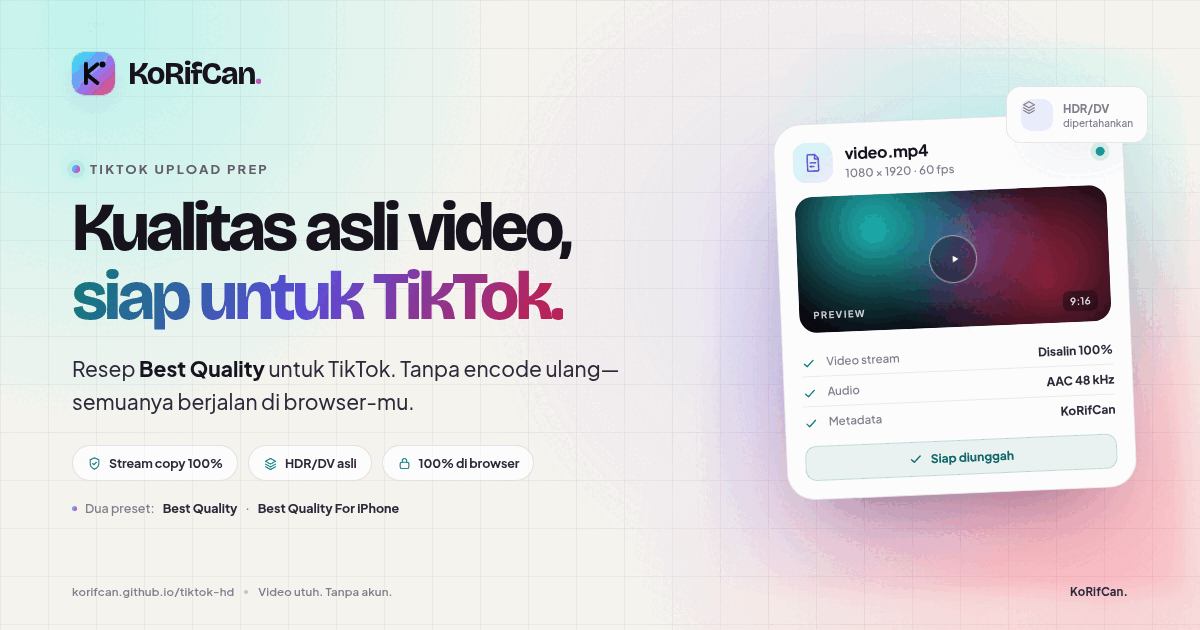 KoRifCan.
TIKTOK UPLOAD PREP
Kualitas asli video,
siap untuk TikTok.
Resep Best Quality untuk TikTok. Tanpa encode ulang—
semuanya berjalan di browser-mu.
Stream copy 100%
HDR/DV asli
100% di browser
Dua preset: Best Quality · Best Quality For iPhone
korifcan.github.io/tiktok-hd • Video utuh. Tanpa akun.
HDR/DV
dipertahankan
video.mp4
1080 × 1920 · 60 fps
PREVIEW
9:16
Video stream Disalin 100%
Audio AAC 48 kHz
Metadata KoRifCan
Siap diunggah
KoRifCan.